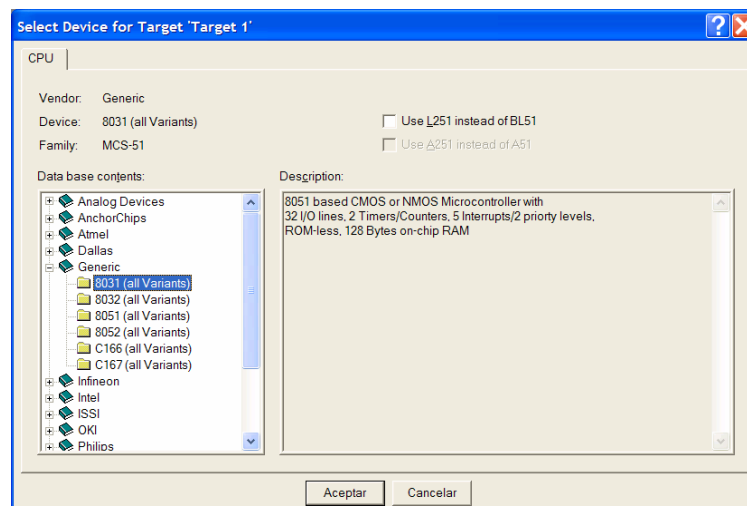 Select Device for Target 'Target 1'
CPU
Vendor: Generic
Device: 8031 (all Variants)
Family: MCS-51
Use L251 instead of BL51
Use A251 instead of A51
Data base contents:
Description:
Analog Devices
AnchorChips
Atmel
Dallas
Generic
8031 (all Variants)
8032 (all Variants)
8051 (all Variants)
8052 (all Variants)
C166 (all Variants)
C167 (all Variants)
Infineon
Intel
ISSI
OKI
Philips
8051 based CMOS or NMOS Microcontroller with
32 I/O lines, 2 Timers/Counters, 5 Interrupts/2 priorty levels,
ROM-less, 128 Bytes on-chip RAM
Aceptar
Cancelar